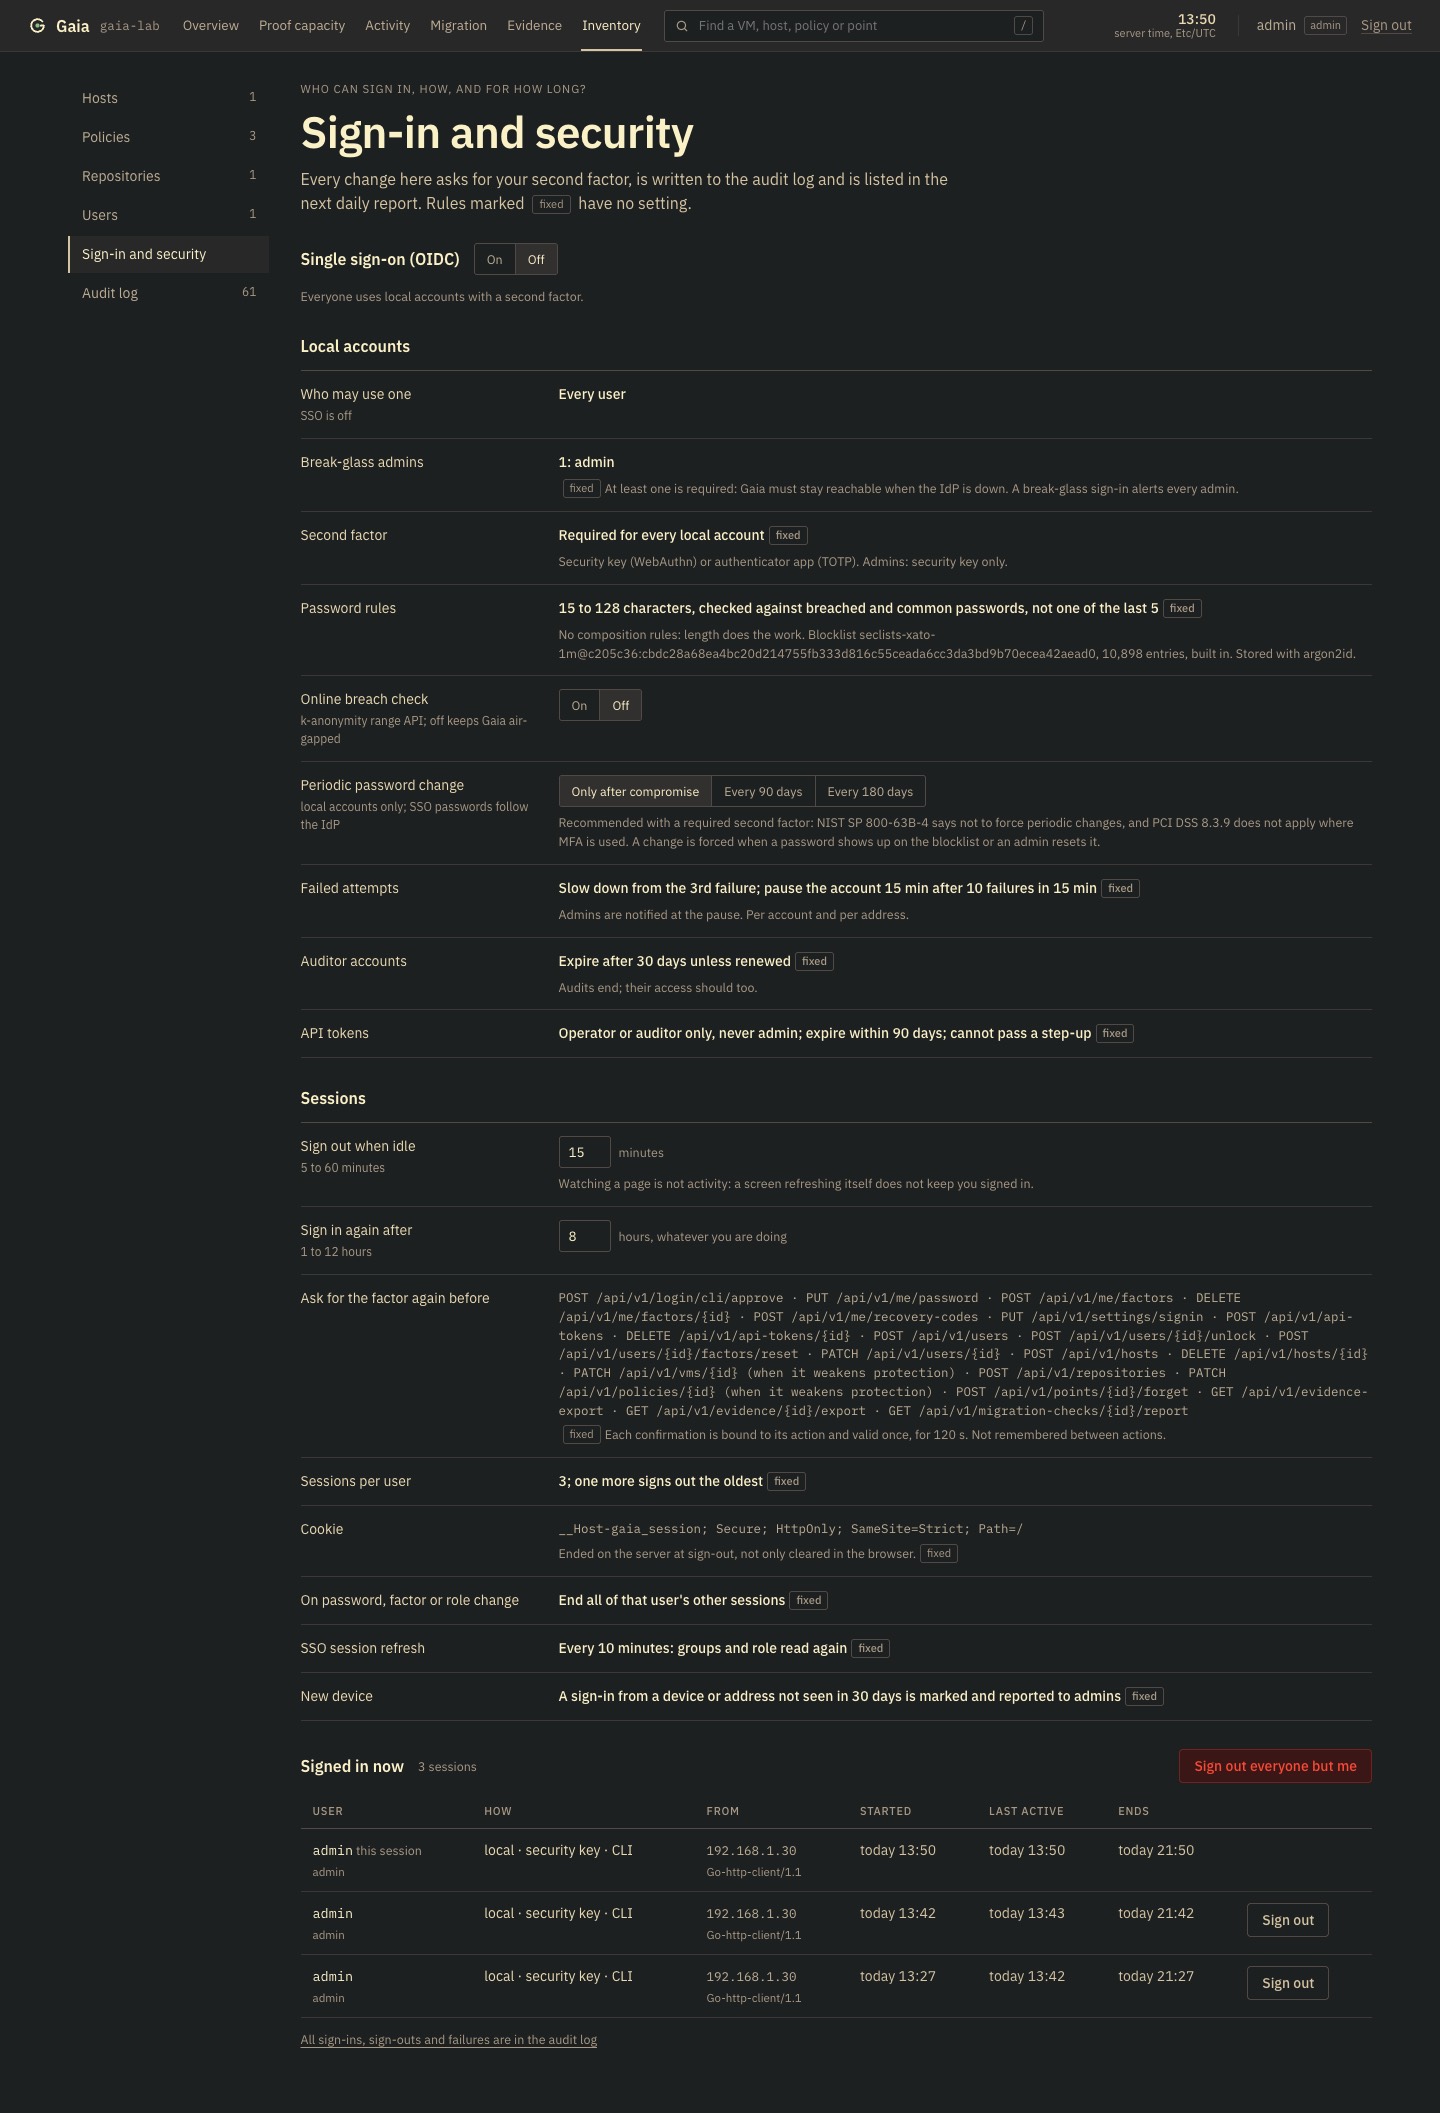 Gaia gaia-lab Overview Proof capacity Activity Migration Evidence Inventory Find a VM, host, policy or point / 13:50 admin admin Sign out
server time, Etc/UTC
Hosts 1
Policies 3
Repositories 1
Users 1
Sign-in and security
Audit log 61
WHO CAN SIGN IN, HOW, AND FOR HOW LONG?
Sign-in and security
Every change here asks for your second factor, is written to the audit log and is listed in the
next daily report. Rules marked fixed have no setting.
Single sign-on (OIDC) On Off
Everyone uses local accounts with a second factor.
Local accounts
Who may use one Every user
SSO is off
Break-glass admins 1: admin
fixed At least one is required: Gaia must stay reachable when the IdP is down. A break-glass sign-in alerts every admin.
Second factor Required for every local account fixed
Security key (WebAuthn) or authenticator app (TOTP). Admins: security key only.
Password rules 15 to 128 characters, checked against breached and common passwords, not one of the last 5 fixed
No composition rules: length does the work. Blocklist seclists-xato-
1m@c205c36:cbdc28a68ea4bc20d214755fb333d816c55ceada6cc3da3bd9b70ecea42aead0, 10,898 entries, built in. Stored with argon2id.
Online breach check On Off
k-anonymity range API; off keeps Gaia air-
gapped
Periodic password change Only after compromise Every 90 days Every 180 days
local accounts only; SSO passwords follow
the IdP
Recommended with a required second factor: NIST SP 800-63B-4 says not to force periodic changes, and PCI DSS 8.3.9 does not apply where
MFA is used. A change is forced when a password shows up on the blocklist or an admin resets it.
Failed attempts Slow down from the 3rd failure; pause the account 15 min after 10 failures in 15 min fixed
Admins are notified at the pause. Per account and per address.
Auditor accounts Expire after 30 days unless renewed fixed
Audits end; their access should too.
API tokens Operator or auditor only, never admin; expire within 90 days; cannot pass a step-up fixed
Sessions
Sign out when idle 15 minutes
5 to 60 minutes
Watching a page is not activity: a screen refreshing itself does not keep you signed in.
Sign in again after 8 hours, whatever you are doing
1 to 12 hours
Ask for the factor again before POST /api/v1/login/cli/approve · PUT /api/v1/me/password · POST /api/v1/me/factors · DELETE
/api/v1/me/factors/{id} · POST /api/v1/me/recovery-codes · PUT /api/v1/settings/signin · POST /api/v1/api-
tokens · DELETE /api/v1/api-tokens/{id} · POST /api/v1/users · POST /api/v1/users/{id}/unlock · POST
/api/v1/users/{id}/factors/reset · PATCH /api/v1/users/{id} · POST /api/v1/hosts · DELETE /api/v1/hosts/{id}
· PATCH /api/v1/vms/{id} (when it weakens protection) · POST /api/v1/repositories · PATCH
/api/v1/policies/{id} (when it weakens protection) · POST /api/v1/points/{id}/forget · GET /api/v1/evidence-
export · GET /api/v1/evidence/{id}/export · GET /api/v1/migration-checks/{id}/report
fixed Each confirmation is bound to its action and valid once, for 120 s. Not remembered between actions.
Sessions per user 3; one more signs out the oldest fixed
Cookie __Host-gaia_session; Secure; HttpOnly; SameSite=Strict; Path=/
Ended on the server at sign-out, not only cleared in the browser. fixed
On password, factor or role change End all of that user's other sessions fixed
SSO session refresh Every 10 minutes: groups and role read again fixed
New device A sign-in from a device or address not seen in 30 days is marked and reported to admins fixed
Signed in now 3 sessions Sign out everyone but me
USER HOW FROM STARTED LAST ACTIVE ENDS
admin this session local · security key · CLI 192.168.1.30 today 13:50 today 13:50 today 21:50
admin Go-http-client/1.1
admin local · security key · CLI 192.168.1.30 today 13:42 today 13:43 today 21:42 Sign out
admin Go-http-client/1.1
admin local · security key · CLI 192.168.1.30 today 13:27 today 13:42 today 21:27 Sign out
admin Go-http-client/1.1
All sign-ins, sign-outs and failures are in the audit log